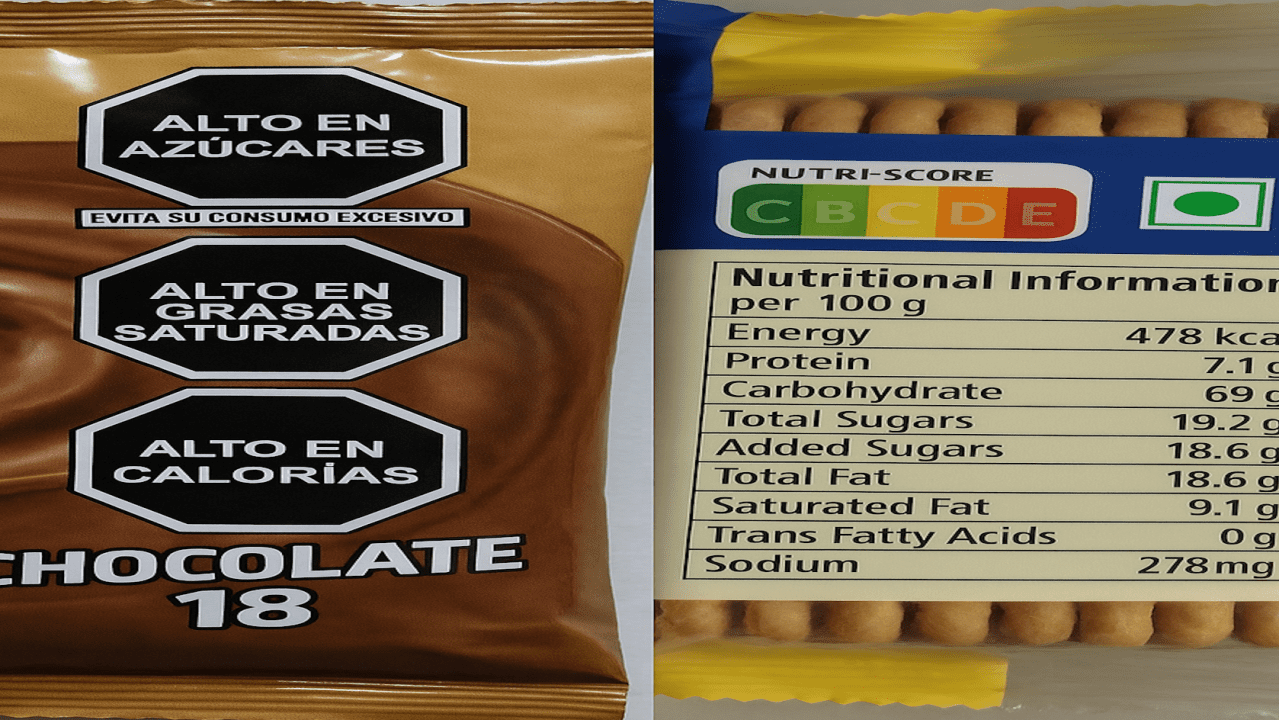 ALTO EN
AZÚCARES
EVITA SU CONSUMO EXCESIVO
ALTO EN
GRASAS
SATURADAS
ALTO EN
CALORÍAS
CHOCOLATE
18
NUTRI-SCORE
C B C D E
Nutritional Information
per 100 g
Energy 478 kca
Protein 7.1 g
Carbohydrate 69 g
Total Sugars 19.2 g
Added Sugars 18.6 g
Total Fat 18.6 g
Saturated Fat 9.1 g
Trans Fatty Acids 0 g
Sodium 278 mg